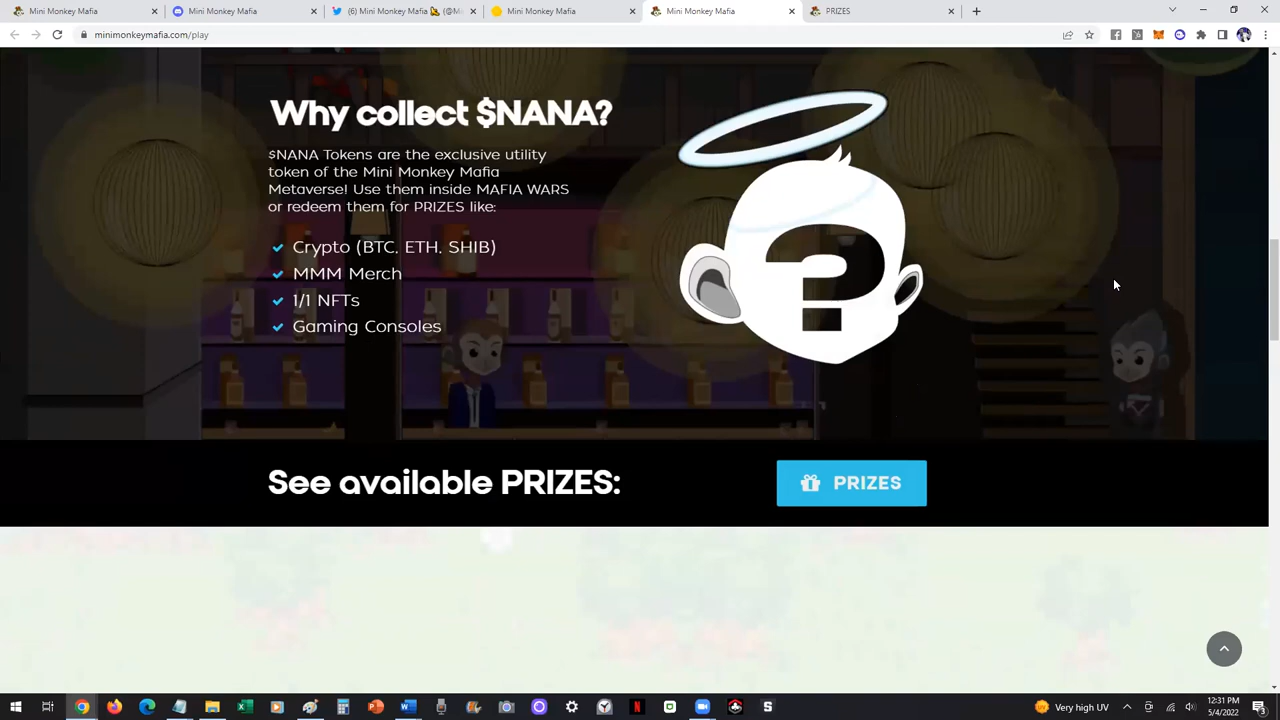 Mini Monkey Mafia
Mini Monkey Mafia
(6) Mini Monkey Mafia
Mini Monkey Mafia
Mini Monkey Mafia
PRIZES
minimonkeymafia.com/play
Why collect $NANA?
$NANA Tokens are the exclusive utility
token of the Mini Monkey Mafia
Metaverse! Use them inside MAFIA WARS
or redeem them for PRIZES like:
Crypto (BTC, ETH, SHIB)
MMM Merch
1/1 NFTs
Gaming Consoles
See available PRIZES:
PRIZES
Very high UV
12:31 PM
5/4/2022